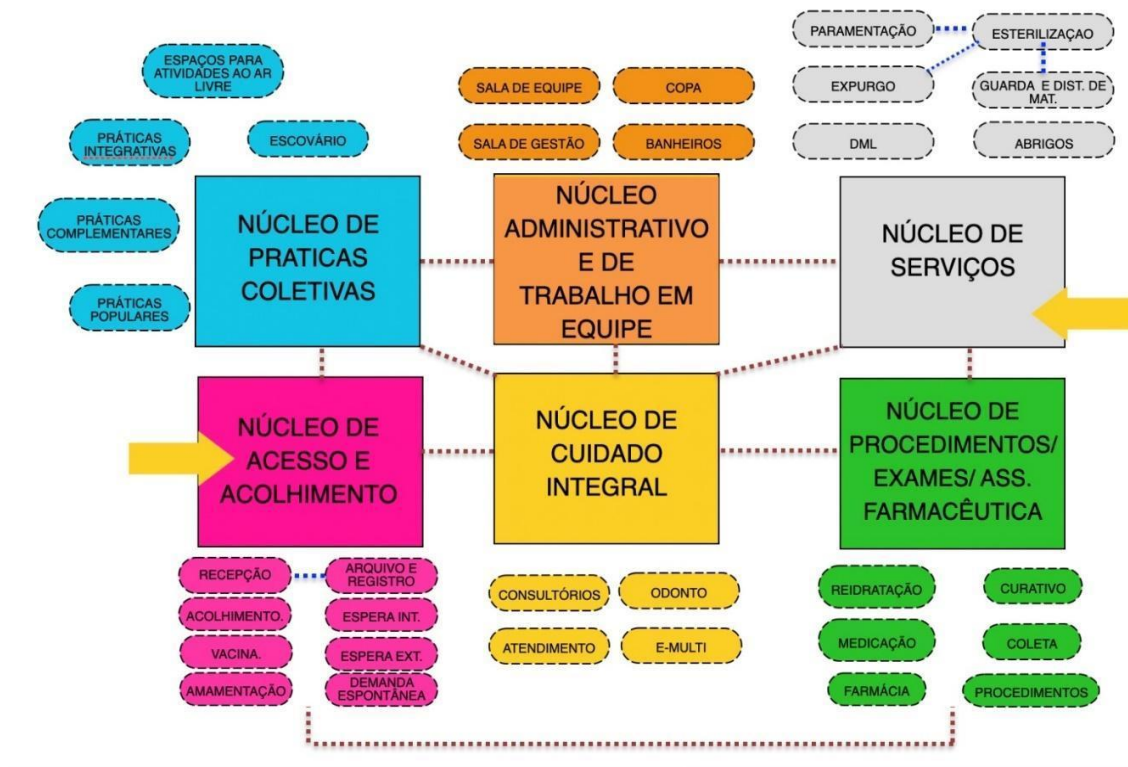 ESPAÇOS PARA
ATIVIDADES AO AR
LIVRE
PRÁTICAS
INTEGRATIVAS
ESCOVÁRIO
PRÁTICAS
COMPLEMENTARES
PRÁTICAS
POPULARES
NÚCLEO DE
PRATICAS
COLETIVAS
SALA DE EQUIPE
COPA
SALA DE GESTÃO
BANHEIROS
NÚCLEO
ADMINISTRATIVO
E DE
TRABALHO EM
EQUIPE
PARAMENTAÇÃO
ESTERILIZAÇAO
EXPURGO
GUARDA E DIST. DE
MAT.
DML
ABRIGOS
NÚCLEO DE
SERVIÇOS
NÚCLEO DE
ACESSO E
ACOLHIMENTO
RECEPÇÃO
ARQUIVO E
REGISTRO
ACOLHIMENTO.
ESPERA INT.
VACINA.
ESPERA EXT.
AMAMENTAÇÃO
DEMANDA
ESPONTÂNEA
NÚCLEO DE
CUIDADO
INTEGRAL
CONSULTÓRIOS
ODONTO
ATENDIMENTO
E-MULTI
NÚCLEO DE
PROCEDIMENTOS/
EXAMES/ ASS.
FARMACÊUTICA
REIDRATAÇÃO
CURATIVO
MEDICAÇÃO
COLETA
FARMÁCIA
PROCEDIMENTOS